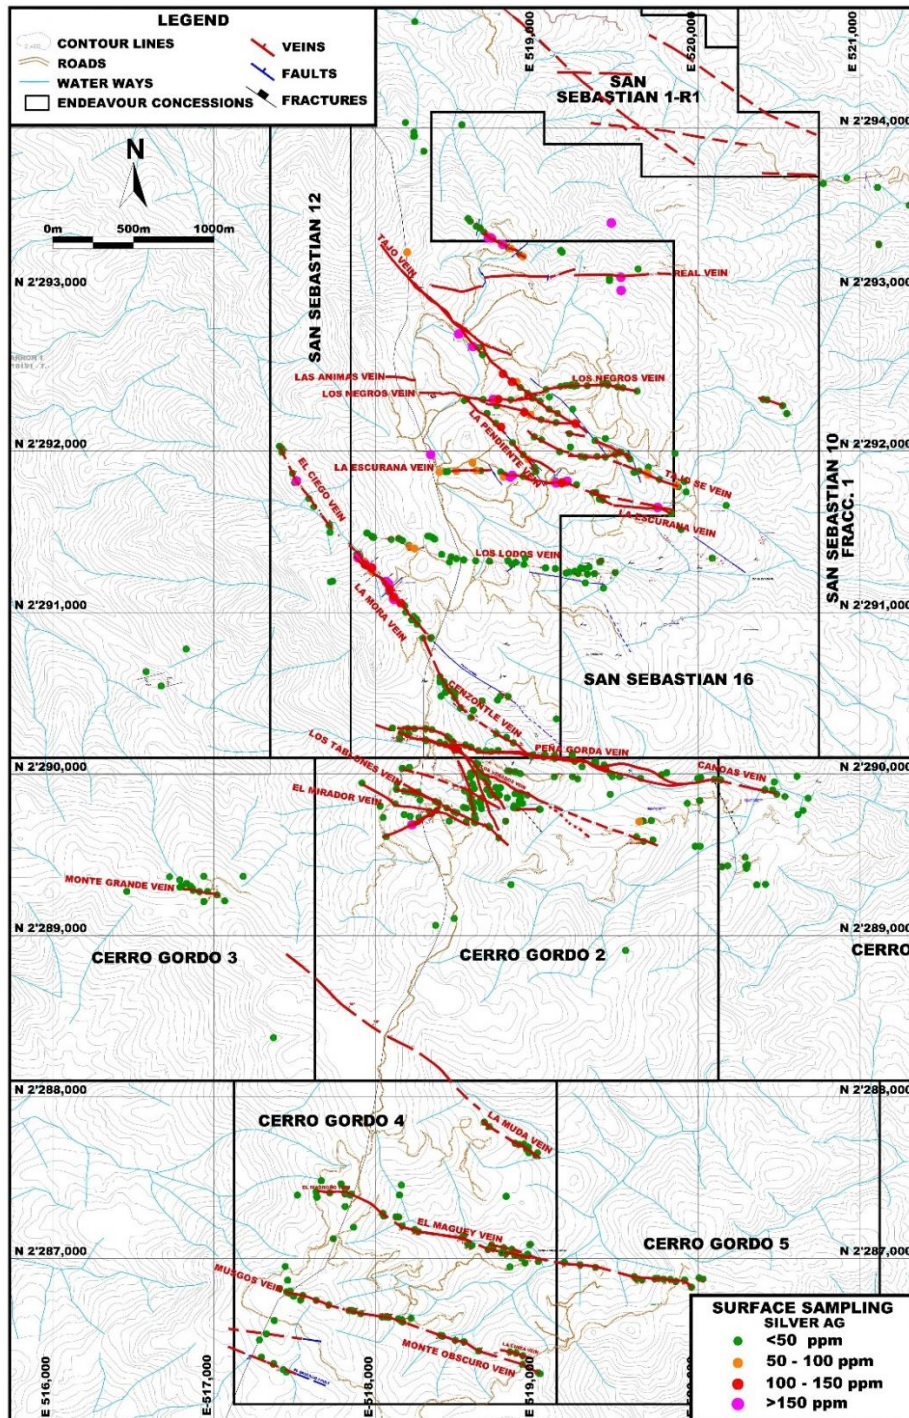 LEGEND
CONTOUR LINES
ROADS
WATER WAYS
ENDEAVOUR CONCESSIONS
VEINS
FAULTS
FRACTURES
E 519,000
E 520,000
E 521,000
SAN
SEBASTIAN 1-R1
N 2'294,000
N 2'294,000
N
0m 500m 1000m
SAN SEBASTIAN 12
TAJO VEIN
N 2'293,000
REAL VEIN
N 2'293,000
LAS ANIMAS VEIN
LOS NEGROS VEIN
LOS NEGROS VEIN
LA PENDIENTE VEIN
N 2'292,000
N 2'292,000
EL CIEGO VEIN
LA ESCURANA VEIN
TAJO SE VEIN
LA ESCURANA VEIN
SAN SEBASTIAN 10
FRACC. 1
LOS LODOS VEIN
N 2'291,000
N 2'291,000
LA MORA VEIN
SAN SEBASTIAN 16
CENZONTLE VEIN
LOS TABLONES VEIN
PEÑA GORDA VEIN
N 2'290,000
CANOAS VEIN
N 2'290,000
EL MIRADOR VEIN
MONTE GRANDE VEIN
N 2'289,000
N 2'289,000
CERRO GORDO 3
CERRO GORDO 2
CERRO
N 2'288,000
N 2'288,000
CERRO GORDO 4
LA MUDA VEIN
EL MAGUEY VEIN
CERRO GORDO 5
N 2'287,000
N 2'287,000
MUSGOS VEIN
MONTE OBSCURO VEIN
SURFACE SAMPLING
SILVER AG
<50 ppm
50 - 100 ppm
100 - 150 ppm
>150 ppm
E 516,000
E-517,000
E 518,000
E 519,000